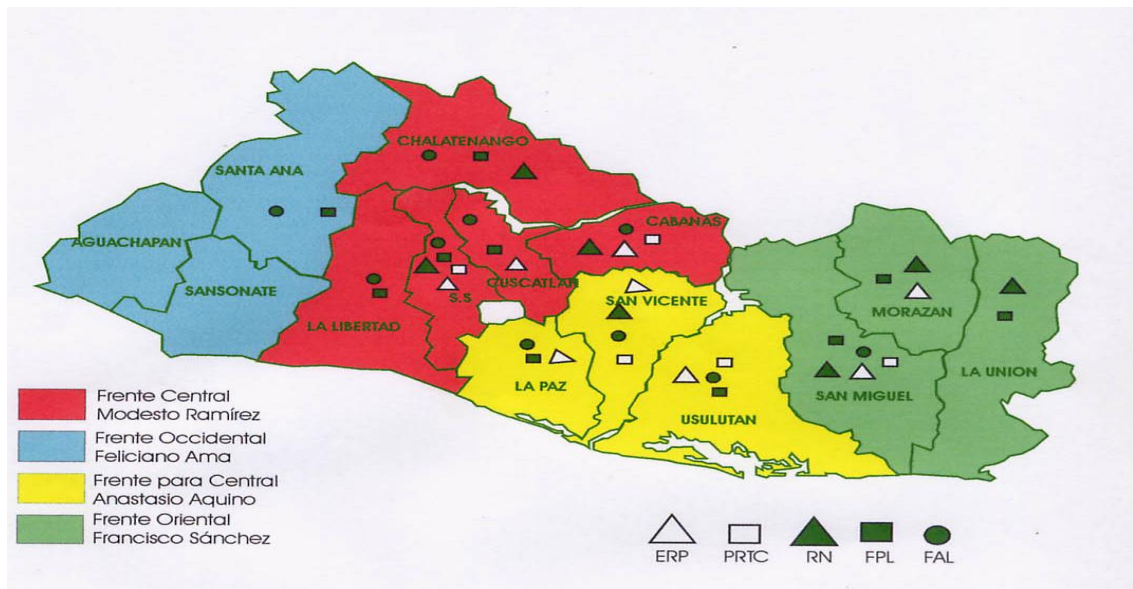 CHALATENANGO
SANTA ANA
CABANAS
AGUACHAPAN
SANSONATE
CUSCATLAN
S.S
SAN VICENTE
LA LIBERTAD
MORAZAN
LA PAZ
LA UNION
SAN MIGUEL
USULUTAN
Frente Central
Modesto Ramírez
Frente Occidental
Feliciano Ama
Frente para Central
Anastasio Aquino
Frente Oriental
Francisco Sánchez
ERP PRTC RN FPL FAL